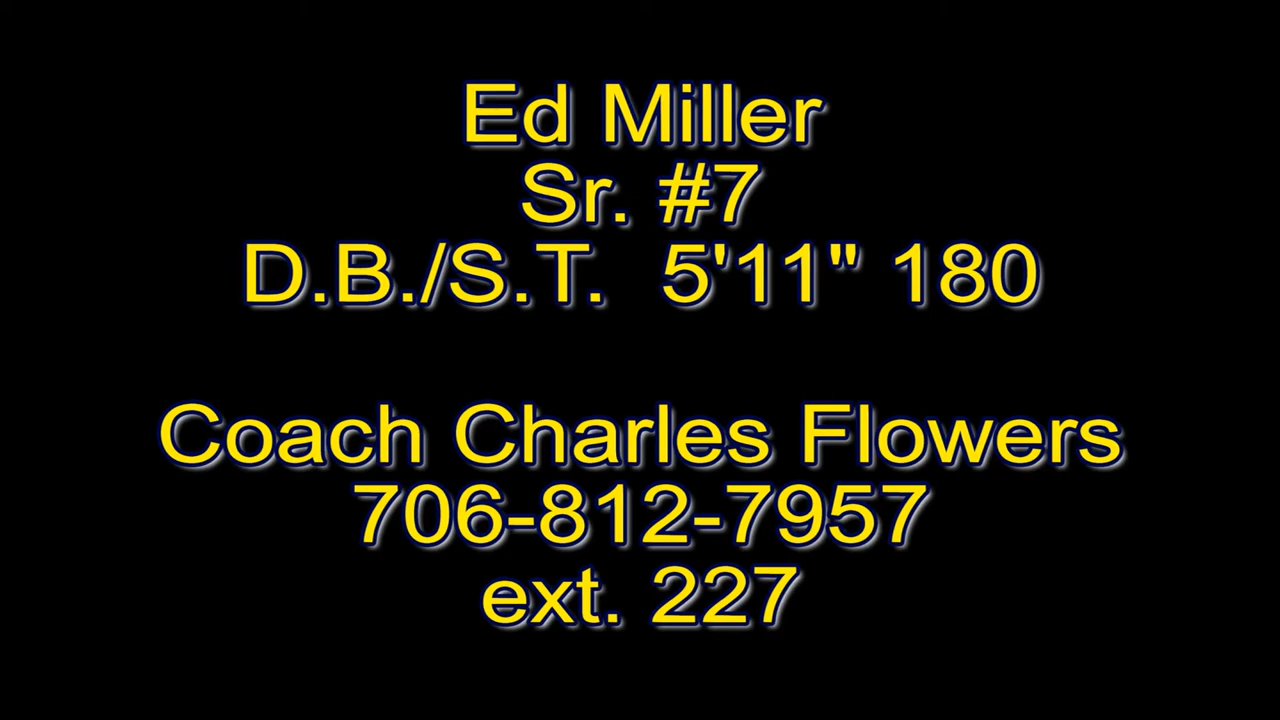 Ed Miller
Sr. #7
D.B./S.T.  5'11" 180
Coach Charles Flowers
706-812-7957
ext. 227